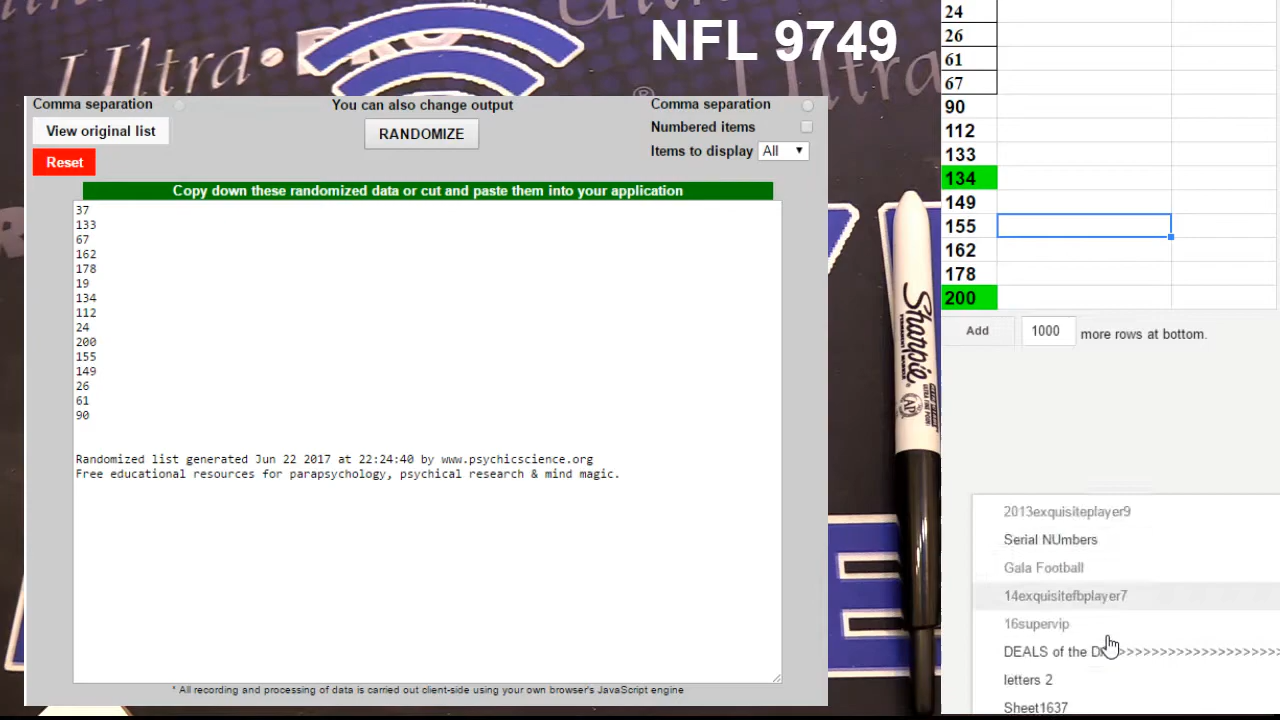 Ultra•PRO
NFL 9749
Comma separation
You can also change output
Comma separation
View original list
RANDOMIZE
Numbered items
Items to display All
Reset
Copy down these randomized data or cut and paste them into your application
37
133
67
162
178
19
134
112
24
200
155
149
26
61
90
Randomized list generated Jun 22 2017 at 22:24:40 by www.psychicscience.org
Free educational resources for parapsychology, psychical research & mind magic.
* All recording and processing of data is carried out client-side using your own browser's JavaScript engine
Sharpie
AP
24
26
61
67
90
112
133
134
149
155
162
178
200
Add 1000 more rows at bottom.
2013exquisiteplayer9
Serial NUmbers
Gala Football
14exquisitefbplayer7
16supervip
DEALS of the
letters 2
Sheet1637